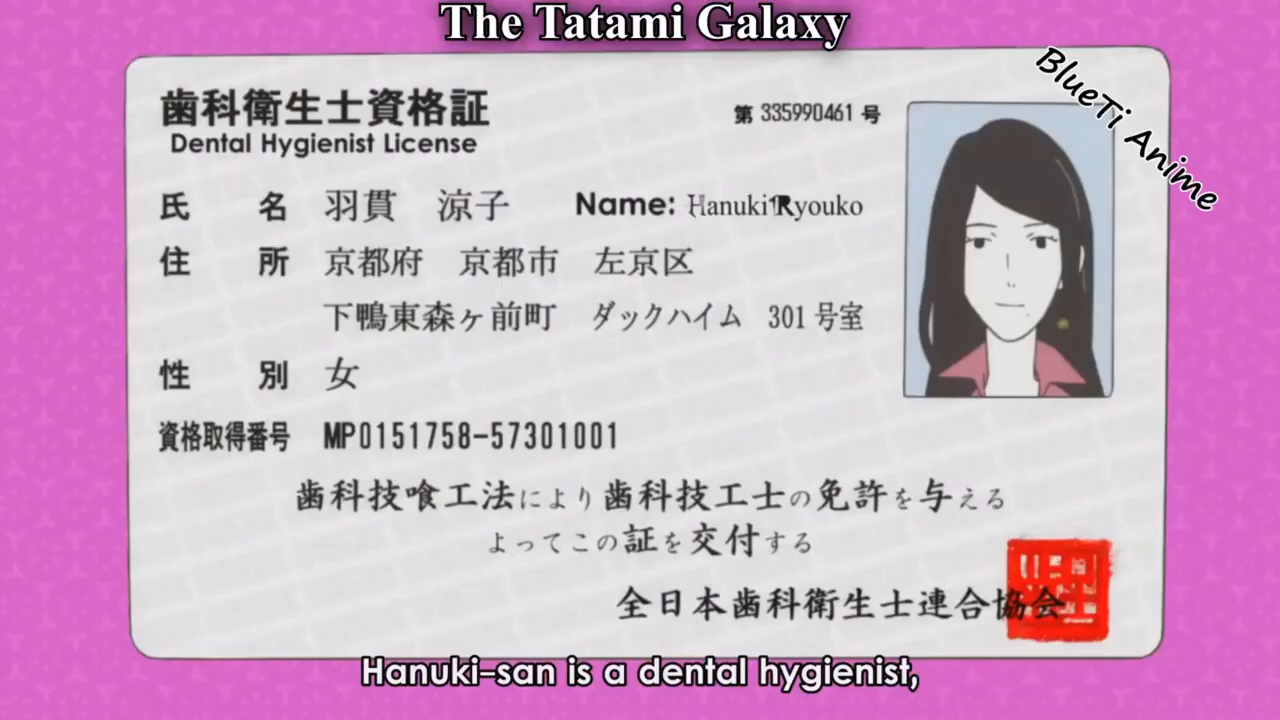 The Tatami Galaxy
BlueTi Anime
歯科衛生士資格証
Dental Hygienist License
第 335990461 号
氏 名 羽貫 涼子 Name: Hanuki Ryouko
住 所 京都府 京都市 左京区
下鴨東森ヶ前町 ダックハイム 301 号室
性 別 女
資格取得番号 MP0151758-57301001
歯科技喰工法により歯科技工士の免許を与える
よってこの証を交付する
全日本歯科衛生士連合協会
Hanuki-san is a dental hygienist,